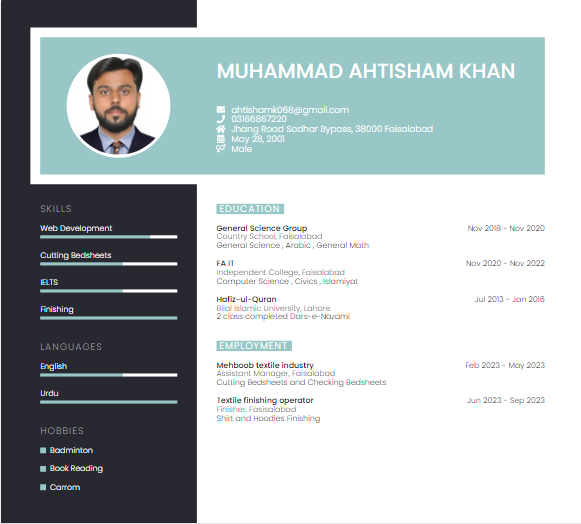 MUHAMMAD AHTISHAM KHAN
ahtishamk068@gmail.com
03166867220
Jhang Road Sadhar Bypass, 38000 Faisalabad
May 28, 2001
Male
SKILLS
Web Development
Cutting Bedsheets
IELTS
Finishing
LANGUAGES
English
Urdu
HOBBIES
Badminton
Book Reading
Carrom
EDUCATION
General Science Group Nov 2018 - Nov 2020
Country School, Faisalabad
General Science , Arabic , General Math
FA IT Nov 2020 - Nov 2022
Independent College, Faisalabad
Computer Science , Civics , Islamiyat
Hafiz-ul-Quran Jul 2013 - Jan 2016
Bilal Islamic University, Lahore
2 class completed Dars-e-Nazami
EMPLOYMENT
Mehboob textile industry Feb 2023 - May 2023
Assistant Manager, Faisalabad
Cutting Bedsheets and Checking Bedsheets
Textile finishing operator Jun 2023 - Sep 2023
Finisher, Fasisalabad
Shirt and Hoodies Finishing